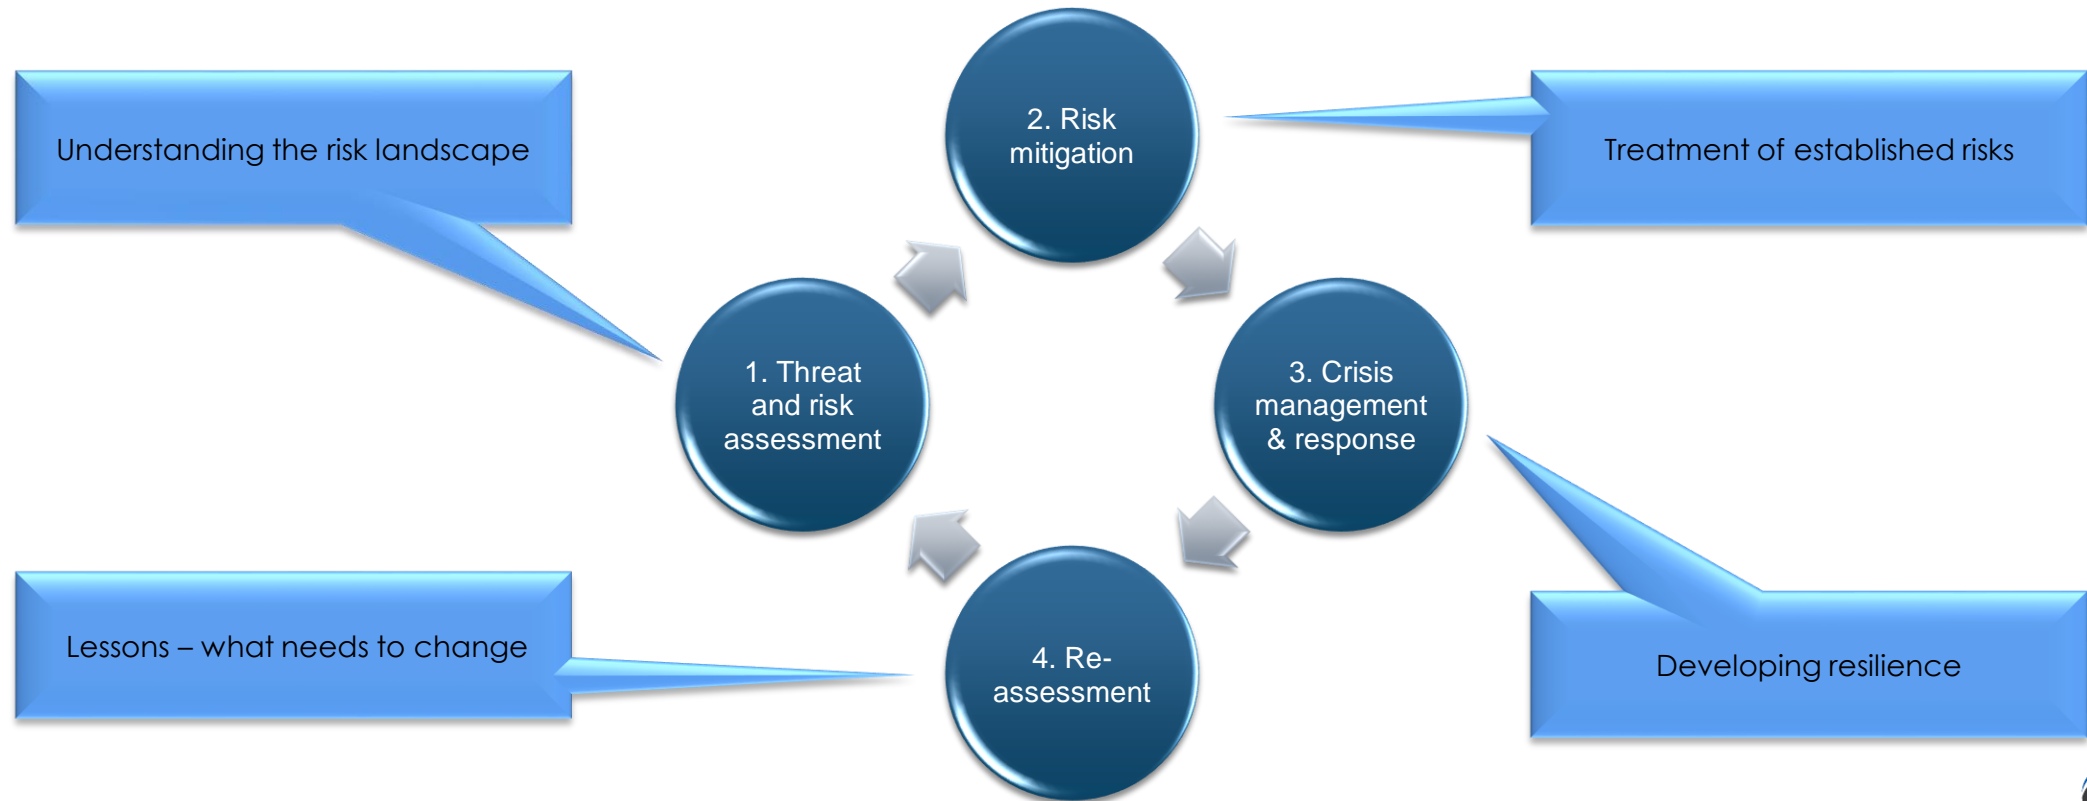 Understanding the risk landscape
2. Risk
mitigation
Treatment of established risks
1. Threat
and risk
assessment
3. Crisis
management
& response
Lessons – what needs to change
4. Re-
assessment
Developing resilience